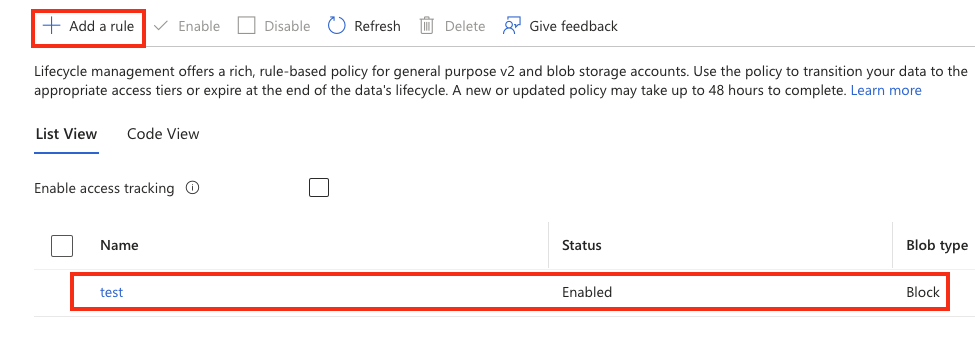 Add a rule Enable Disable Refresh Delete Give feedback
Lifecycle management offers a rich, rule-based policy for general purpose v2 and blob storage accounts. Use the policy to transition your data to the
appropriate access tiers or expire at the end of the data's lifecycle. A new or updated policy may take up to 48 hours to complete. Learn more
List View Code View
Enable access tracking
Name Status Blob type
test Enabled Block